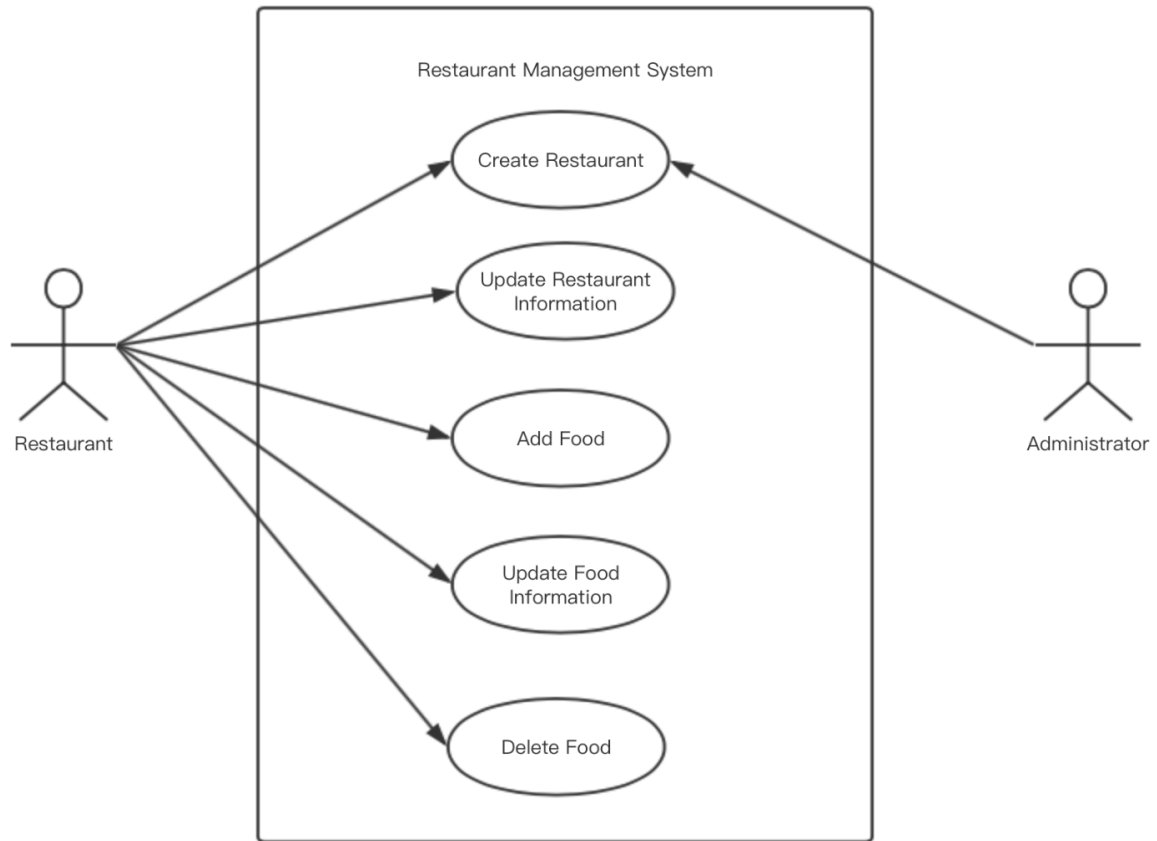 Restaurant Management System
Create Restaurant
Update Restaurant
Information
Add Food
Update Food
Information
Delete Food
Restaurant
Administrator